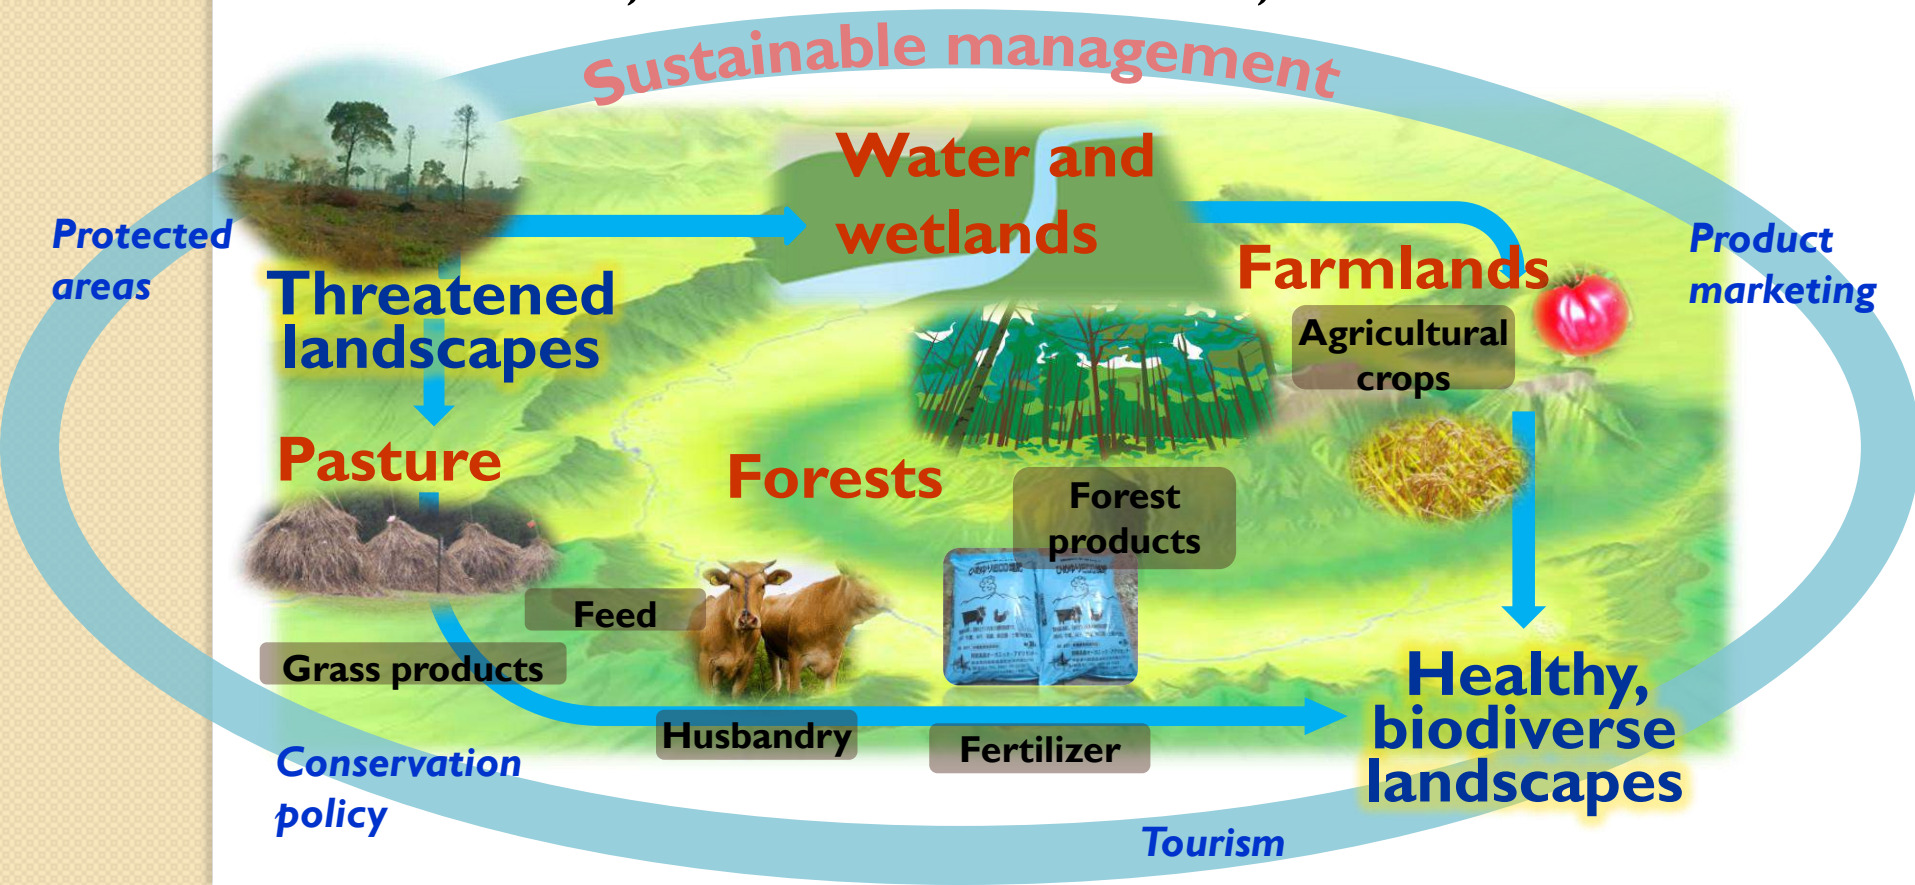 Sustainable management
Water and
wetlands
Protected
areas
Product
marketing
Farmlands
Threatened
landscapes
Agricultural
crops
Pasture
Forests
Forest
products
Feed
Grass products
Husbandry
Fertilizer
Healthy,
biodiverse
landscapes
Conservation
policy
Tourism